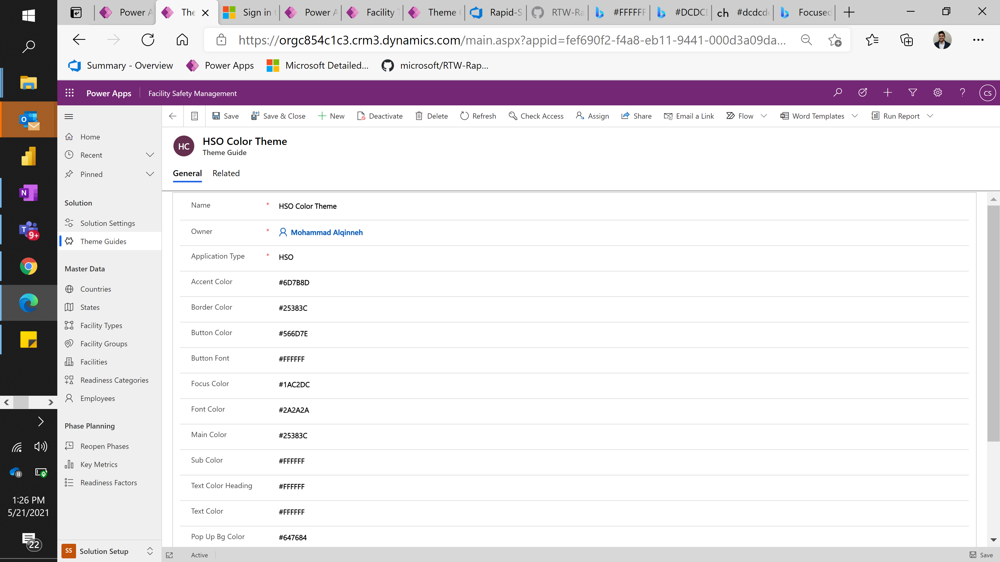 Power A
The
Sign in t
Power A
Facility T
Theme G
Rapid-S
RTW-Ra
#FFFFFF
#DCDCD
ch #dcdcdc
Focused
https://orgc854c1c3.crm3.dynamics.com/main.aspx?appid=fef690f2-f4a8-eb11-9441-000d3a09da...
Summary - Overview
Power Apps
Microsoft Detailed...
microsoft/RTW-Rap...
Power Apps
Facility Safety Management
CS
Save
Save & Close
New
Deactivate
Delete
Refresh
Check Access
Assign
Share
Email a Link
Flow
Word Templates
Run Report
Home
Recent
Pinned
Solution
Solution Settings
Theme Guides
Master Data
Countries
States
Facility Types
Facility Groups
Facilities
Readiness Categories
Employees
Phase Planning
Reopen Phases
Key Metrics
Readiness Factors
SS Solution Setup
HC
HSO Color Theme
Theme Guide
General
Related
Name * HSO Color Theme
Owner * Mohammad Alqinneh
Application Type * HSO
Accent Color #6D7B8D
Border Color #25383C
Button Color #566D7E
Button Font #FFFFFF
Focus Color #1AC2DC
Font Color #2A2A2A
Main Color #25383C
Sub Color #FFFFFF
Text Color Heading #FFFFFF
Text Color #FFFFFF
Pop Up Bg Color #647684
Active
Save
9+
1:26 PM
5/21/2021
22